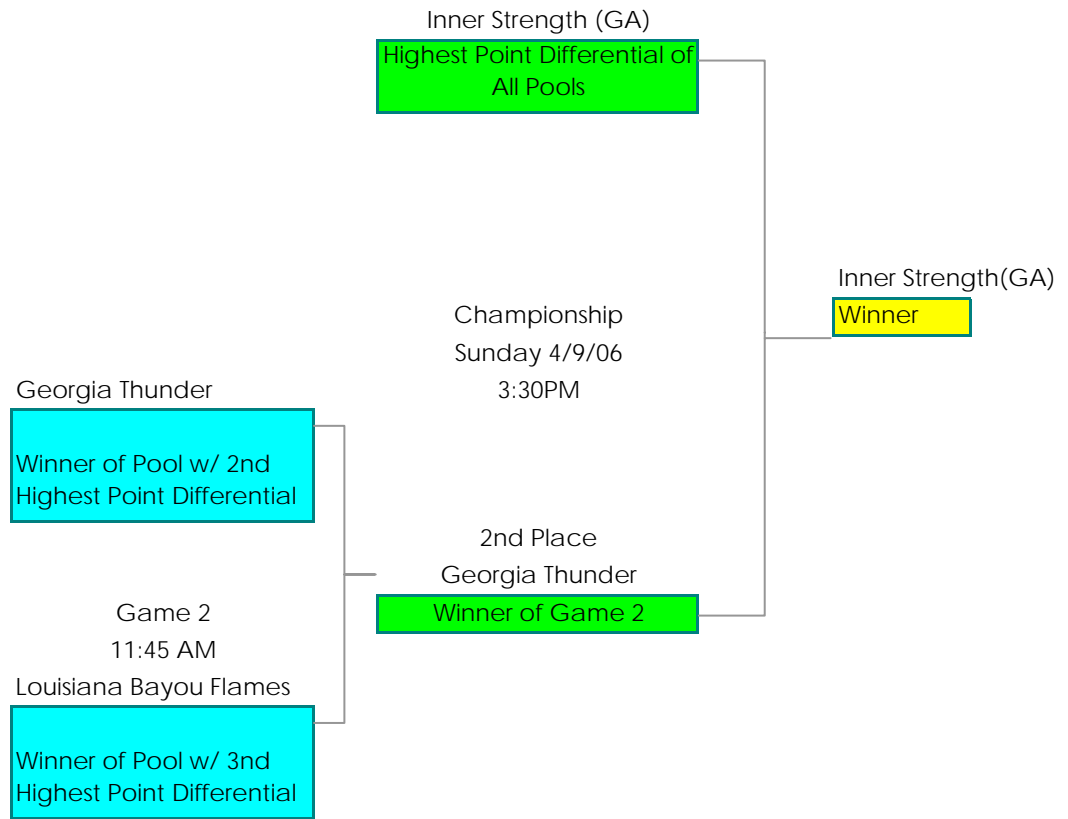 Inner Strength (GA)
Highest Point Differential of
All Pools
Inner Strength(GA)
Winner
Championship
Sunday 4/9/06
3:30PM
Georgia Thunder
Winner of Pool w/ 2nd
Highest Point Differential
2nd Place
Georgia Thunder
Winner of Game 2
Game 2
11:45 AM
Louisiana Bayou Flames
Winner of Pool w/ 3nd
Highest Point Differential